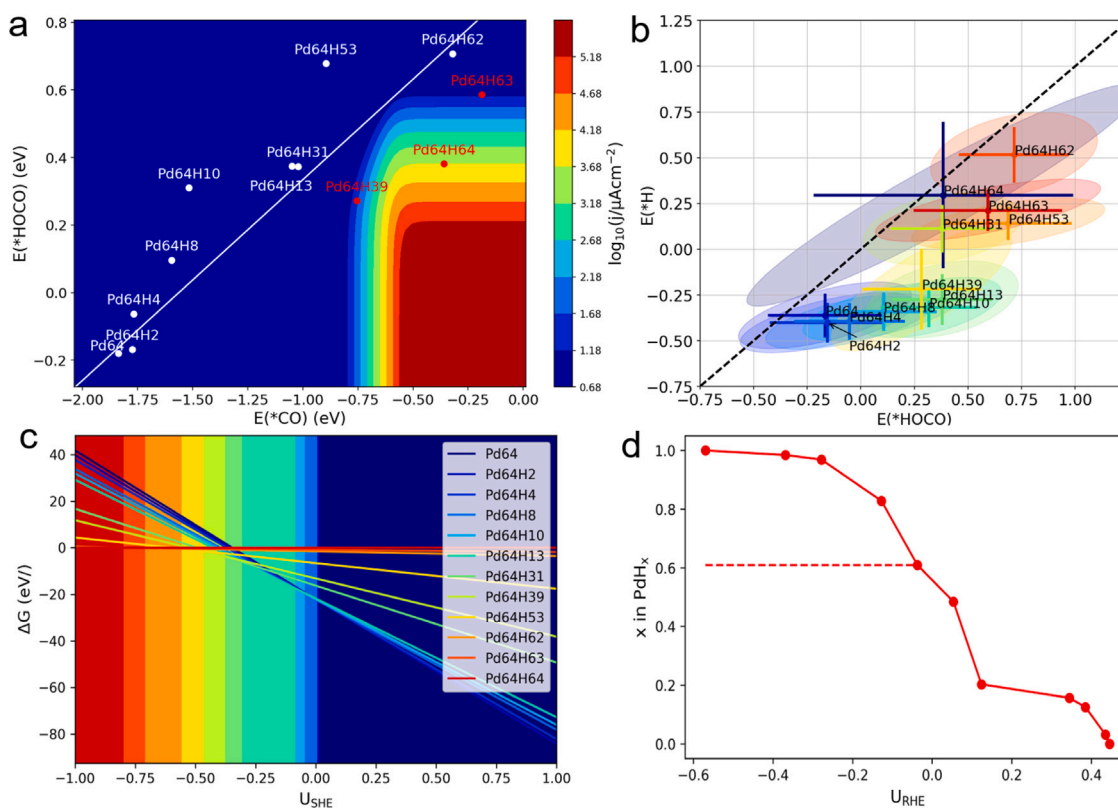 a
0.8
0.6
0.4
0.2
0.0
−0.2
E(*HOCO) (eV)
Pd64H62
Pd64H53
Pd64H63
Pd64H31
Pd64H64
Pd64H10
Pd64H13
Pd64H39
Pd64H8
Pd64H4
Pd64H2
Pd64
−2.00
−1.75
−1.50
−1.25
−1.00
−0.75
−0.50
−0.25
0.00
E(*CO) (eV)
5.18
4.68
4.18
3.68
3.18
2.68
2.18
1.68
1.18
0.68
log10(j/μAcm−2)
b
1.25
1.00
0.75
0.50
0.25
0.00
−0.25
−0.50
−0.75
E(*H)
Pd64H62
Pd64H64
Pd64H63
Pd64H53
Pd64H31
Pd64H39
Pd64H13
Pd64H8
Pd64H10
Pd64
Pd64H4
Pd64H2
−0.75
−0.50
−0.25
0.00
0.25
0.50
0.75
1.00
E(*HOCO)
c
40
20
0
−20
−40
−60
−80
ΔG (eV/)
Pd64
Pd64H2
Pd64H4
Pd64H8
Pd64H10
Pd64H13
Pd64H31
Pd64H39
Pd64H53
Pd64H62
Pd64H63
Pd64H64
−1.00
−0.75
−0.50
−0.25
0.00
0.25
0.50
0.75
1.00
USHE
d
1.0
0.8
0.6
0.4
0.2
0.0
x in PdHx
−0.6
−0.4
−0.2
0.0
0.2
0.4
URHE